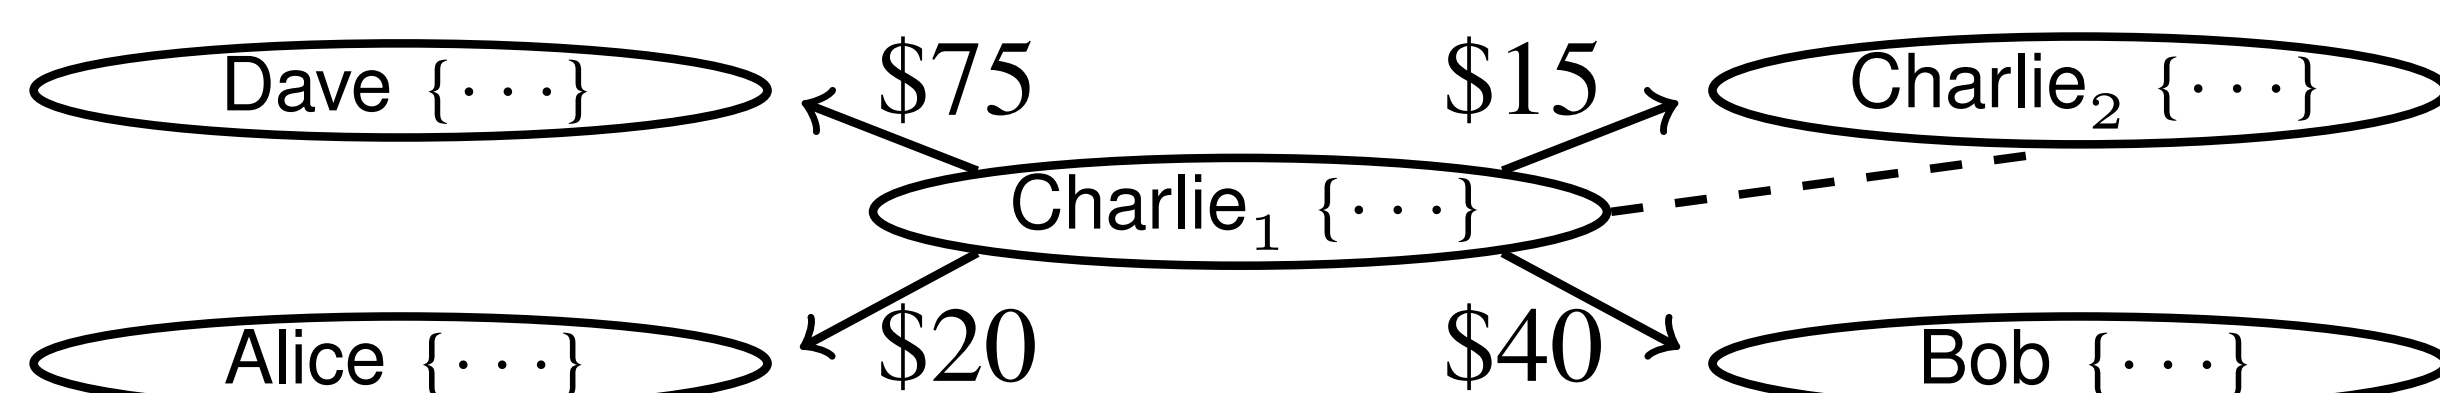 Dave {···}
$75
$15
Charlie₂ {···}
Charlie₁ {···}
$20
$40
Alice {···}
Bob {···}